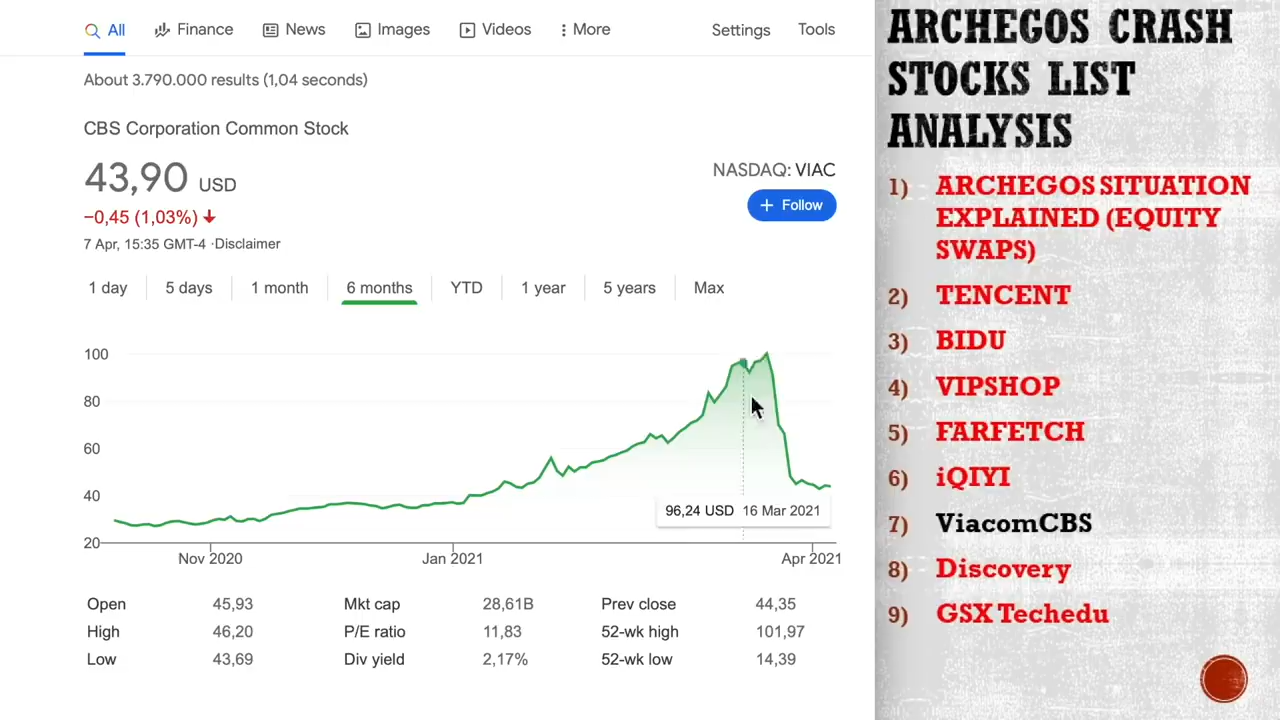 All
Finance
News
Images
Videos
More
Settings
Tools
About 3.790.000 results (1,04 seconds)
CBS Corporation Common Stock
43,90 USD
−0,45 (1,03%)
7 Apr, 15:35 GMT-4 ·Disclaimer
NASDAQ: VIAC
+ Follow
1 day
5 days
1 month
6 months
YTD
1 year
5 years
Max
100
80
60
40
20
96,24 USD 16 Mar 2021
Nov 2020
Jan 2021
Apr 2021
Open 45,93
High 46,20
Low 43,69
Mkt cap 28,61B
P/E ratio 11,83
Div yield 2,17%
Prev close 44,35
52-wk high 101,97
52-wk low 14,39
ARCHEGOS CRASH
STOCKS LIST
ANALYSIS
1) ARCHEGOS SITUATION
EXPLAINED (EQUITY
SWAPS)
2) TENCENT
3) BIDU
4) VIPSHOP
5) FARFETCH
6) iQIYI
7) ViacomCBS
8) Discovery
9) GSX Techedu